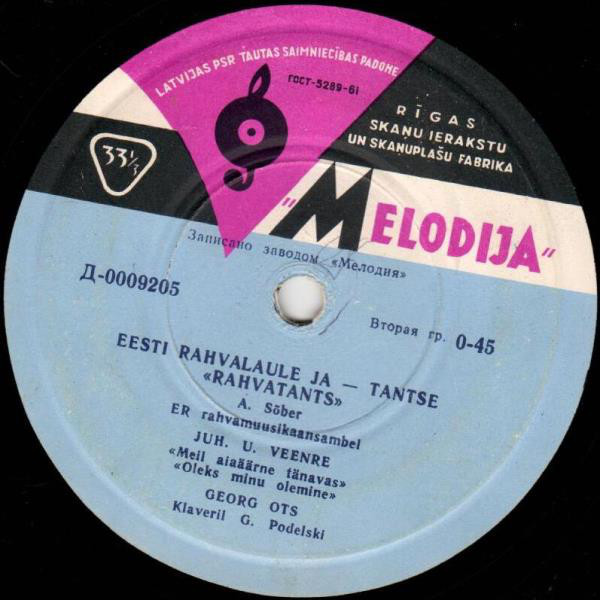 LATVIJAS PSR TAUTAS SAIMNIECĪBAS PADOME
ГОСТ-5289-61
RĪGAS
SKAŅU IERAKSTU
UN SKAŅUPLAŠU FABRIKA
33⅓
"MELODIJA"
Записано заводом «Мелодия»
Д-0009205
Вторая гр. 0-45
EESTI RAHVALAULE JA — TANTSE
«RAHVATANTS»
A. Sõber
ER rahvamuusikaansambel
JUH. U. VEENRE
«Meil aiaäärne tänavas»
«Oleks minu olemine»
GEORG OTS
Klaveril G. Podelski